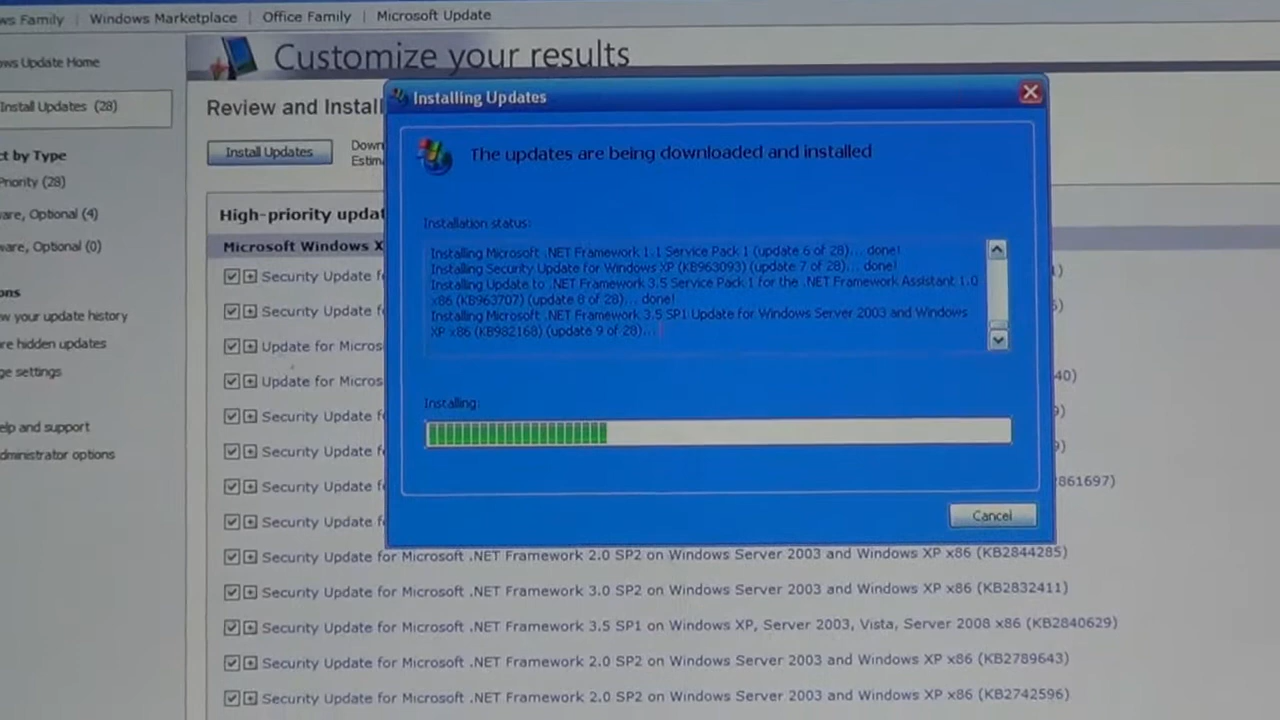 ws Family | Windows Marketplace | Office Family | Microsoft Update
ws Update Home
Customize your results
Install Updates (28)
Review and Instal
Installing Updates
Install Updates
Down
Estim
The updates are being downloaded and installed
ct by Type
Priority (28)
High-priority updat
Installation status:
are, Optional (4)
Microsoft Windows X
Installing Microsoft .NET Framework 1.1 Service Pack 1 (update 6 of 28)... done!
Installing Security Update for Windows XP (KB963093) (update 7 of 28)... done!
Installing Update to .NET Framework 3.5 Service Pack 1 for the .NET Framework Assistant 1.0
x86 (KB963707) (update 8 of 28)... done!
Installing Microsoft .NET Framework 3.5 SP1 Update for Windows Server 2003 and Windows
XP x86 (KB982168) (update 9 of 28)...
ware, Optional (0)
Security Update f
ons
w your update history
Security Update f
re hidden updates
Update for Micros
ge settings
Update for Micros
40)
Installing:
Security Update f
9)
elp and support
dministrator options
Security Update f
9)
Security Update f
861697)
Security Update f
Cancel
Security Update for Microsoft .NET Framework 2.0 SP2 on Windows Server 2003 and Windows XP x86 (KB2844285)
Security Update for Microsoft .NET Framework 3.0 SP2 on Windows Server 2003 and Windows XP x86 (KB2832411)
Security Update for Microsoft .NET Framework 3.5 SP1 on Windows XP, Server 2003, Vista, Server 2008 x86 (KB2840629)
Security Update for Microsoft .NET Framework 2.0 SP2 on Windows Server 2003 and Windows XP x86 (KB2789643)
Security Update for Microsoft .NET Framework 2.0 SP2 on Windows Server 2003 and Windows XP x86 (KB2742596)